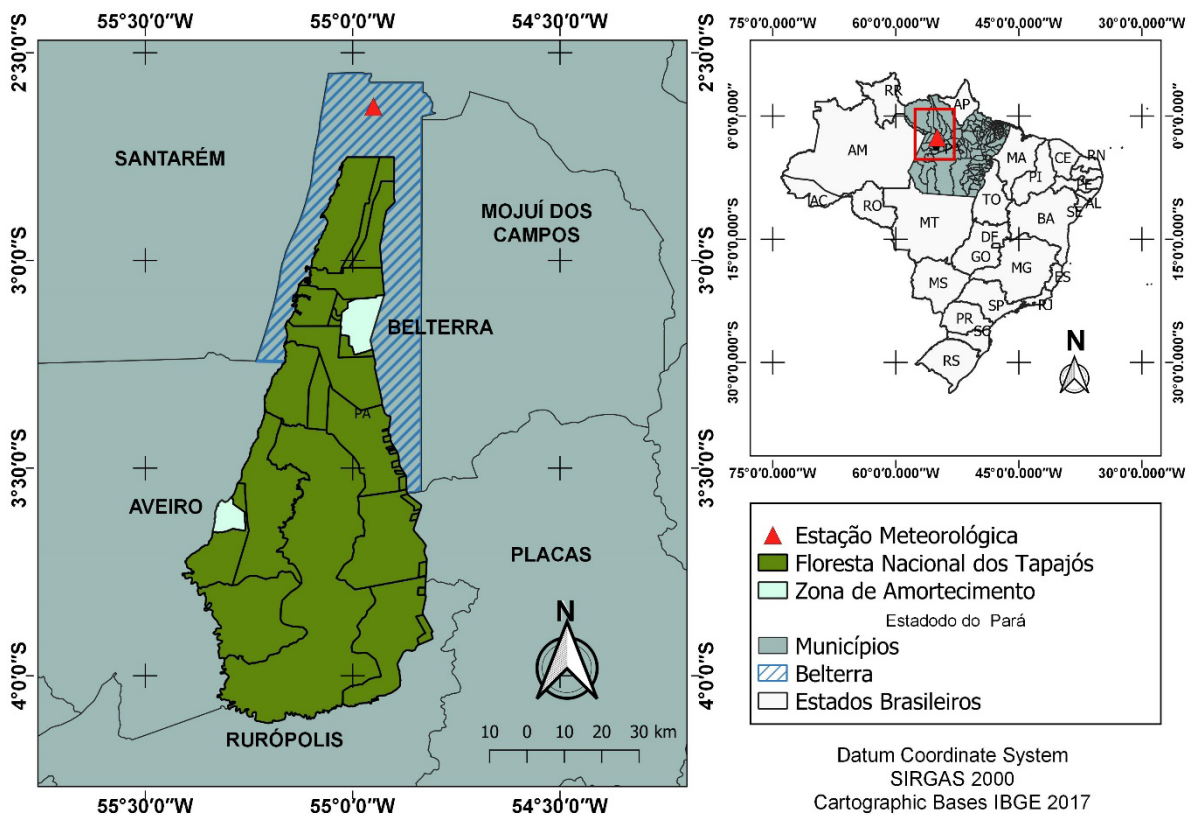 55°30'0"W
55°0'0"W
54°30'0"W
2°30'0"S
2°30'0"S
SANTARÉM
MOJUÍ DOS
CAMPOS
3°0'0"S
3°0'0"S
BELTERRA
PA
3°30'0"S
3°30'0"S
AVEIRO
PLACAS
N
4°0'0"S
4°0'0"S
RURÓPOLIS
10 0 10 20 30 km
55°30'0"W
55°0'0"W
54°30'0"W
75°0'0.000"W
60°0'0.000"W
45°0'0.000"W
30°0'0.000"W
0°0'0.000"
0°0'0.000"
RR
AP
AM
MA
CE
RN
PI
PE
AC
RO
TO
AL
SE
BA
MT
15°0'0.000"S
15°0'0.000"S
DF
GO
MG
ES
MS
SP
RJ
PR
SC
N
RS
30°0'0.000"S
30°0'0.000"S
75°0'0.000"W
60°0'0.000"W
45°0'0.000"W
30°0'0.000"W
Estação Meteorológica
Floresta Nacional dos Tapajós
Zona de Amortecimento
Estadodo do Pará
Municípios
Belterra
Estados Brasileiros
Datum Coordinate System
SIRGAS 2000
Cartographic Bases IBGE 2017